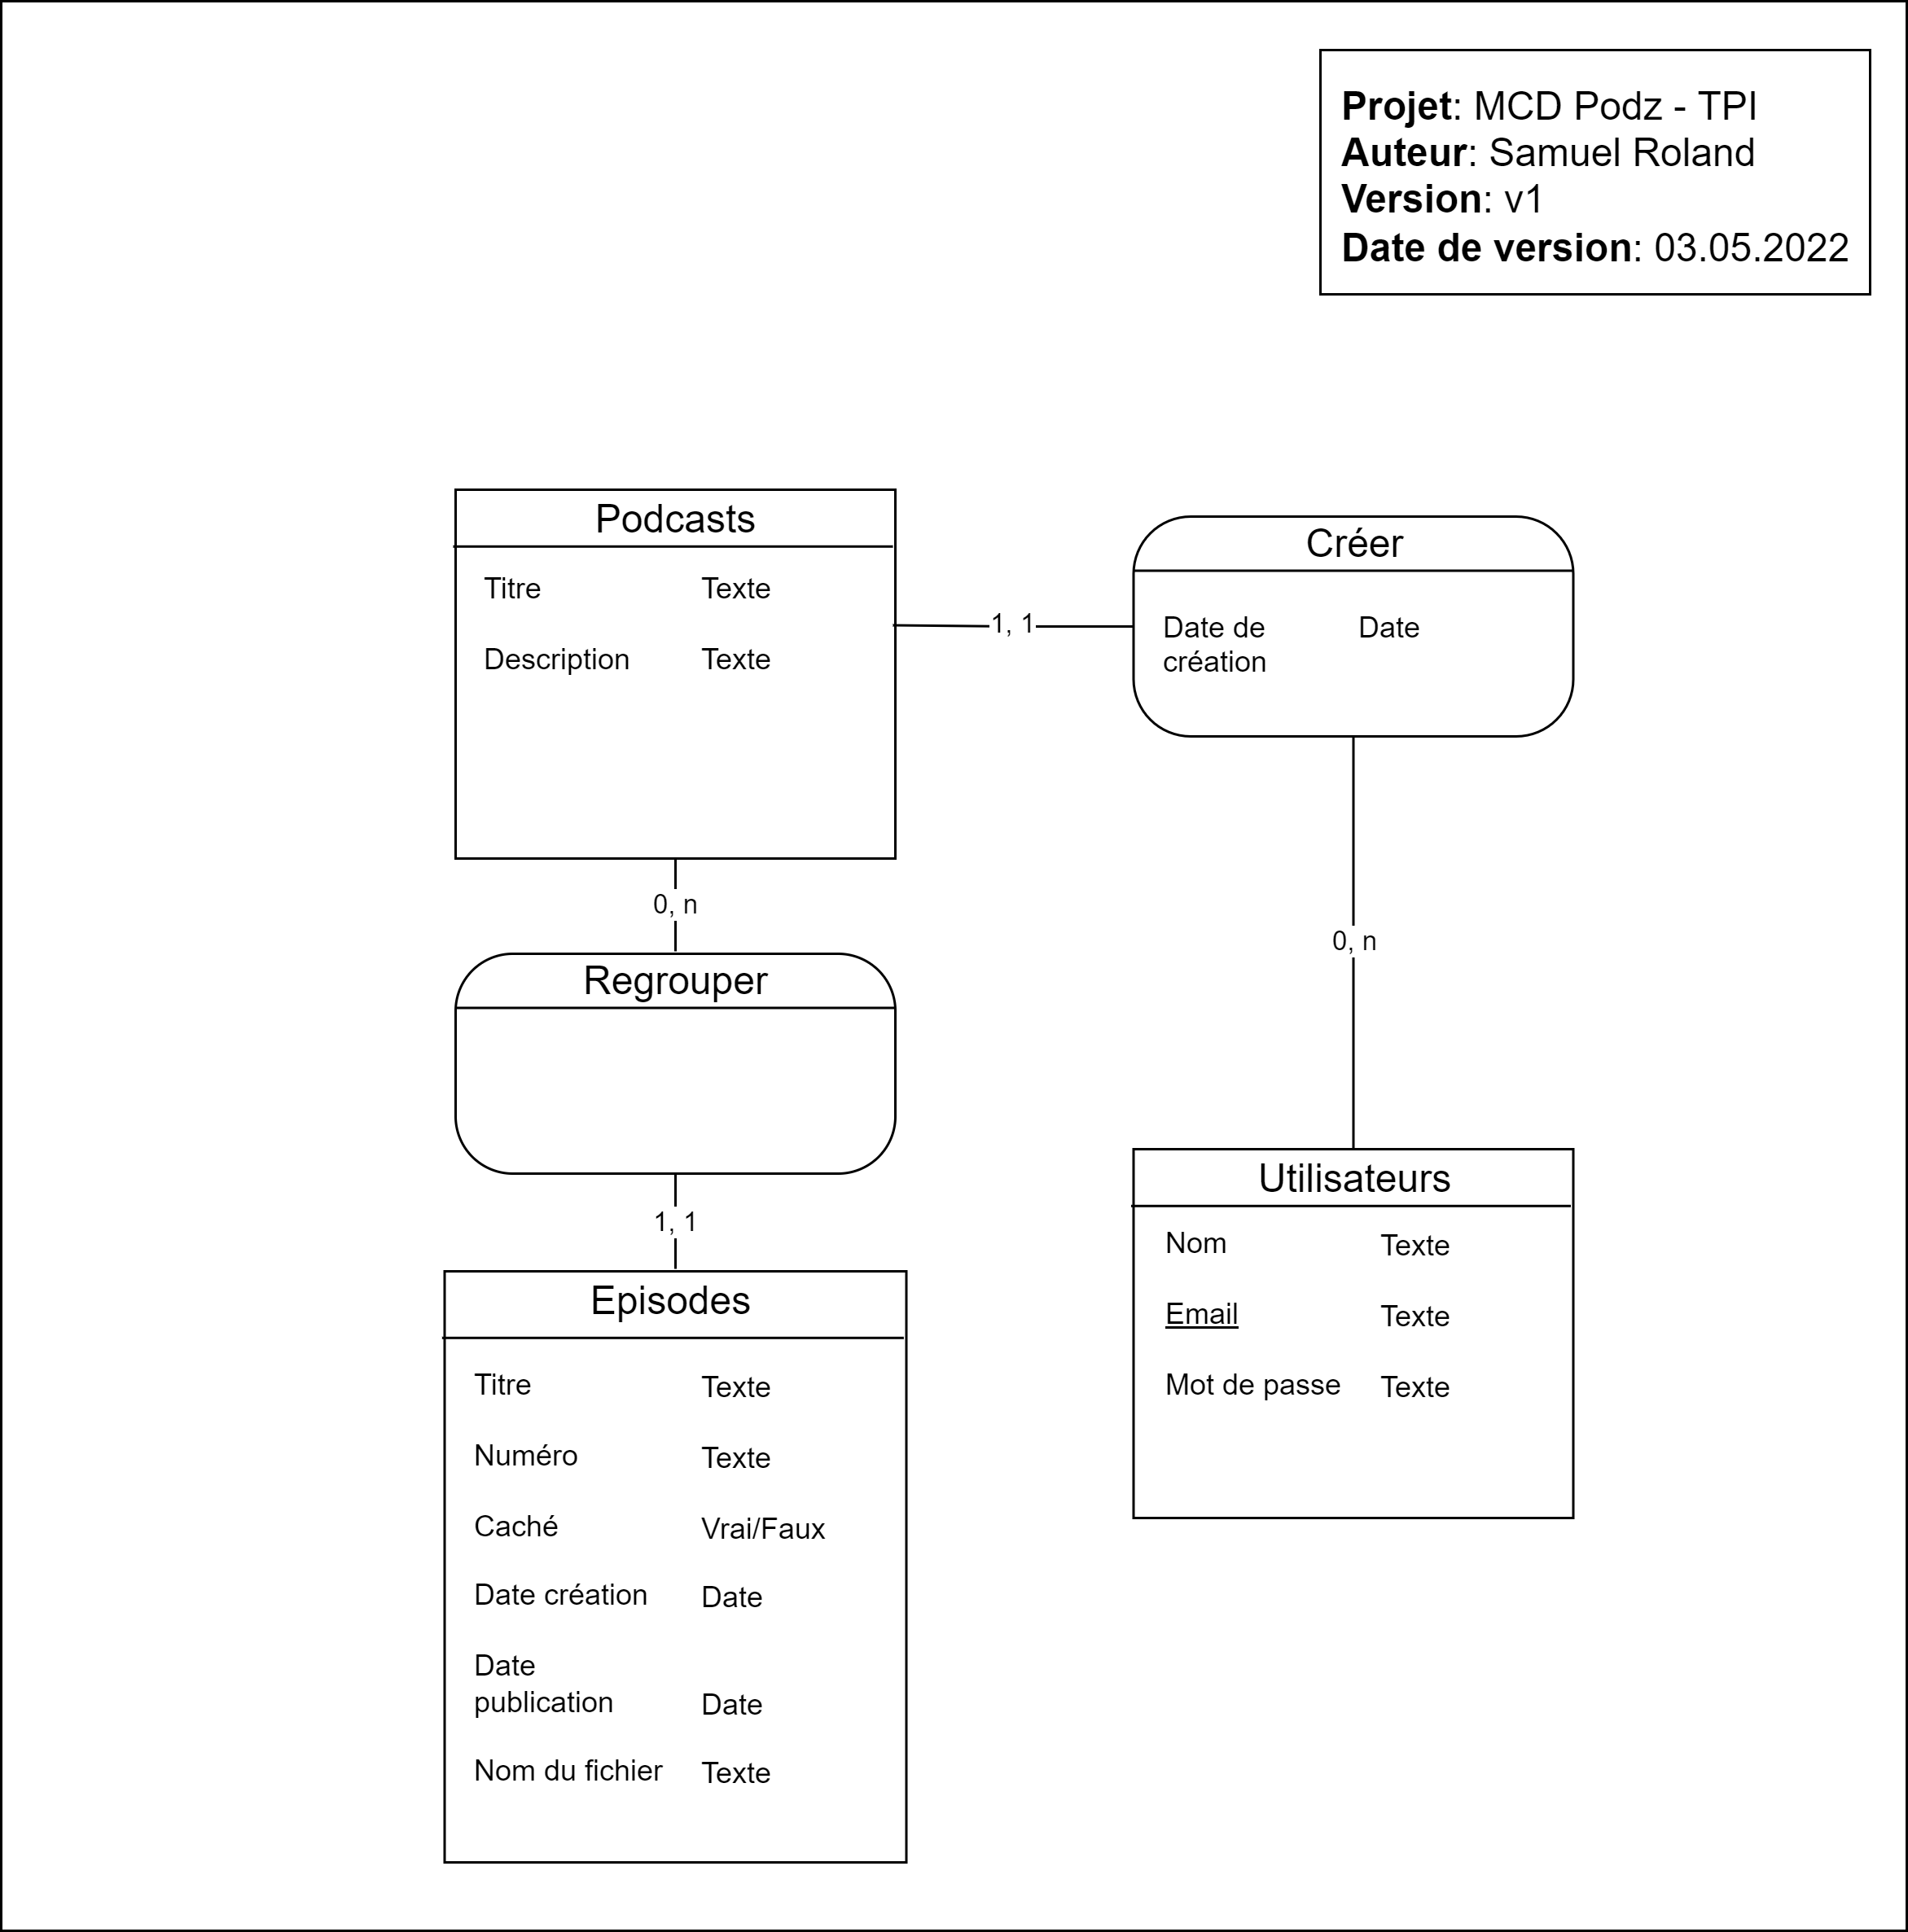 Projet: MCD Podz - TPI
Auteur: Samuel Roland
Version: v1
Date de version: 03.05.2022
Podcasts
Titre Texte
Description Texte
1, 1
Créer
Date de Date
création
0, n
Regrouper
1, 1
0, n
Utilisateurs
Nom Texte
Email Texte
Mot de passe Texte
Episodes
Titre Texte
Numéro Texte
Caché Vrai/Faux
Date création Date
Date
publication Date
Nom du fichier Texte